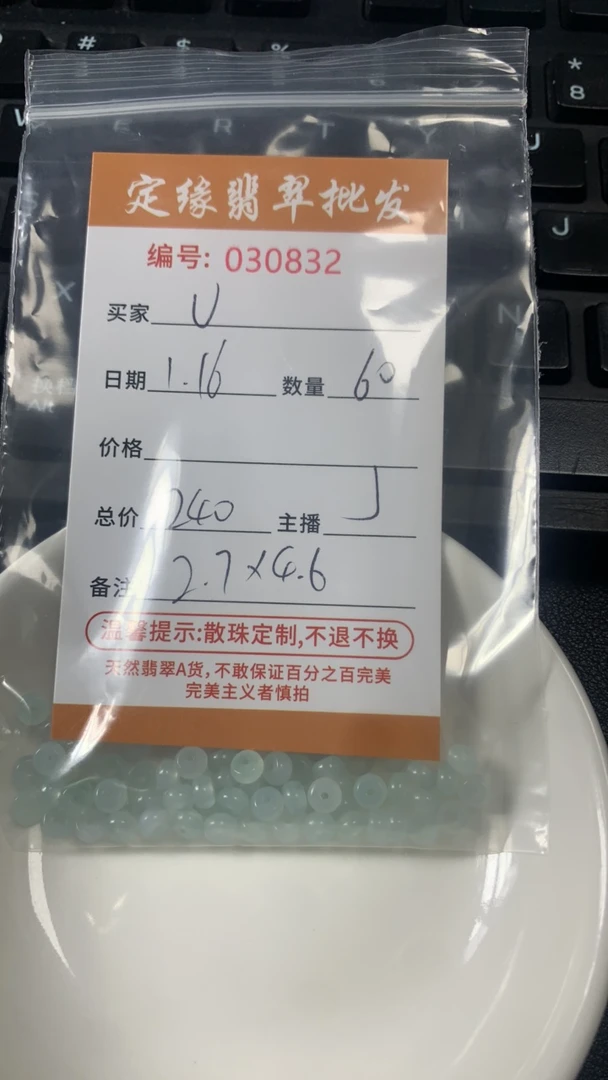 定缘翡翠批发
编号: 030832
买家 U
日期 1.16 数量 60
价格
总价 240 主播 J
备注 2.7×4.6
温馨提示:散珠定制,不退不换
天然翡翠A货,不敢保证百分之百完美
完美主义者慎拍
#
$
%
*
8
W
E
R
T
Y
J
X
N